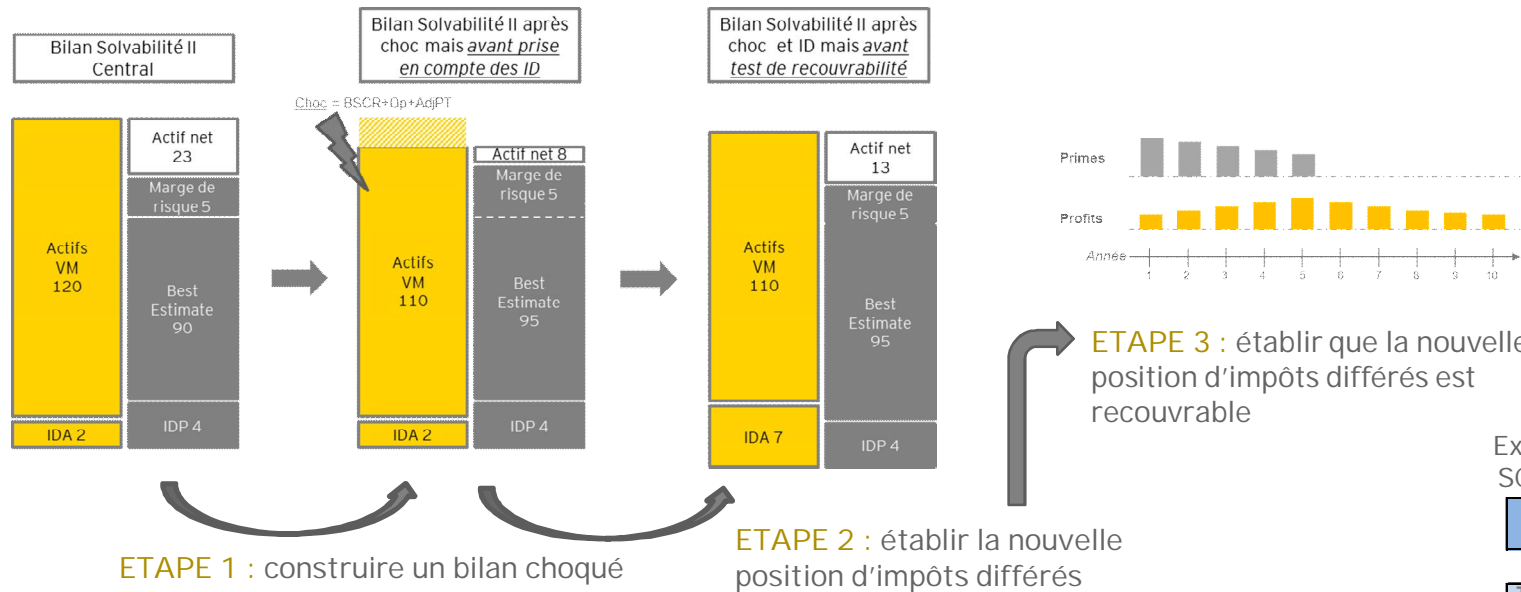 Bilan Solvabilité II
Central
Bilan Solvabilité II après
choc mais avant prise
en compte des ID
Bilan Solvabilité II après
choc et ID mais avant
test de recouvrabilité
Choc = BSCR+Op+AdjPT
Actifs
VM
120
IDA 2
Actif net
23
Marge de
risque 5
Best
Estimate
90
IDP 4
Actifs
VM
110
IDA 2
Actif net 8
Marge de
risque 5
Best
Estimate
95
IDP 4
Actifs
VM
110
IDA 7
Actif net
13
Marge de
risque 5
Best
Estimate
95
IDP 4
Primes
Profits
Année
1 2 3 4 5 6 7 8 9 10
ETAPE 1 : construire un bilan choqué
ETAPE 2 : établir la nouvelle
position d'impôts différés
ETAPE 3 : établir que la nouvelle
position d'impôts différés est
recouvrable